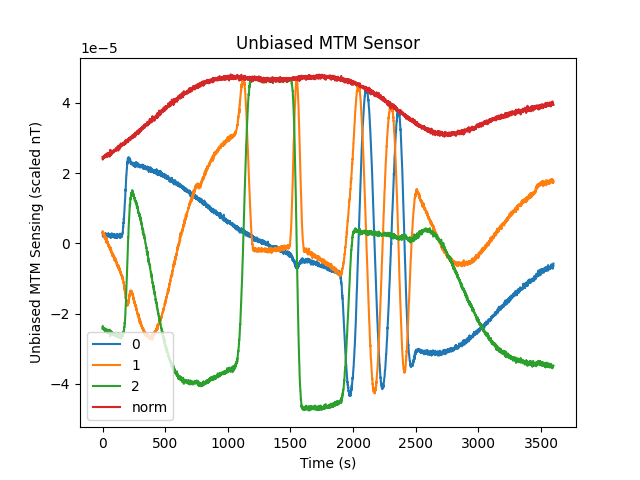 Unbiased MTM Sensor
1e−5
4
2
0
−2
−4
Unbiased MTM Sensing (scaled nT)
0
1
2
norm
0 500 1000 1500 2000 2500 3000 3500
Time (s)